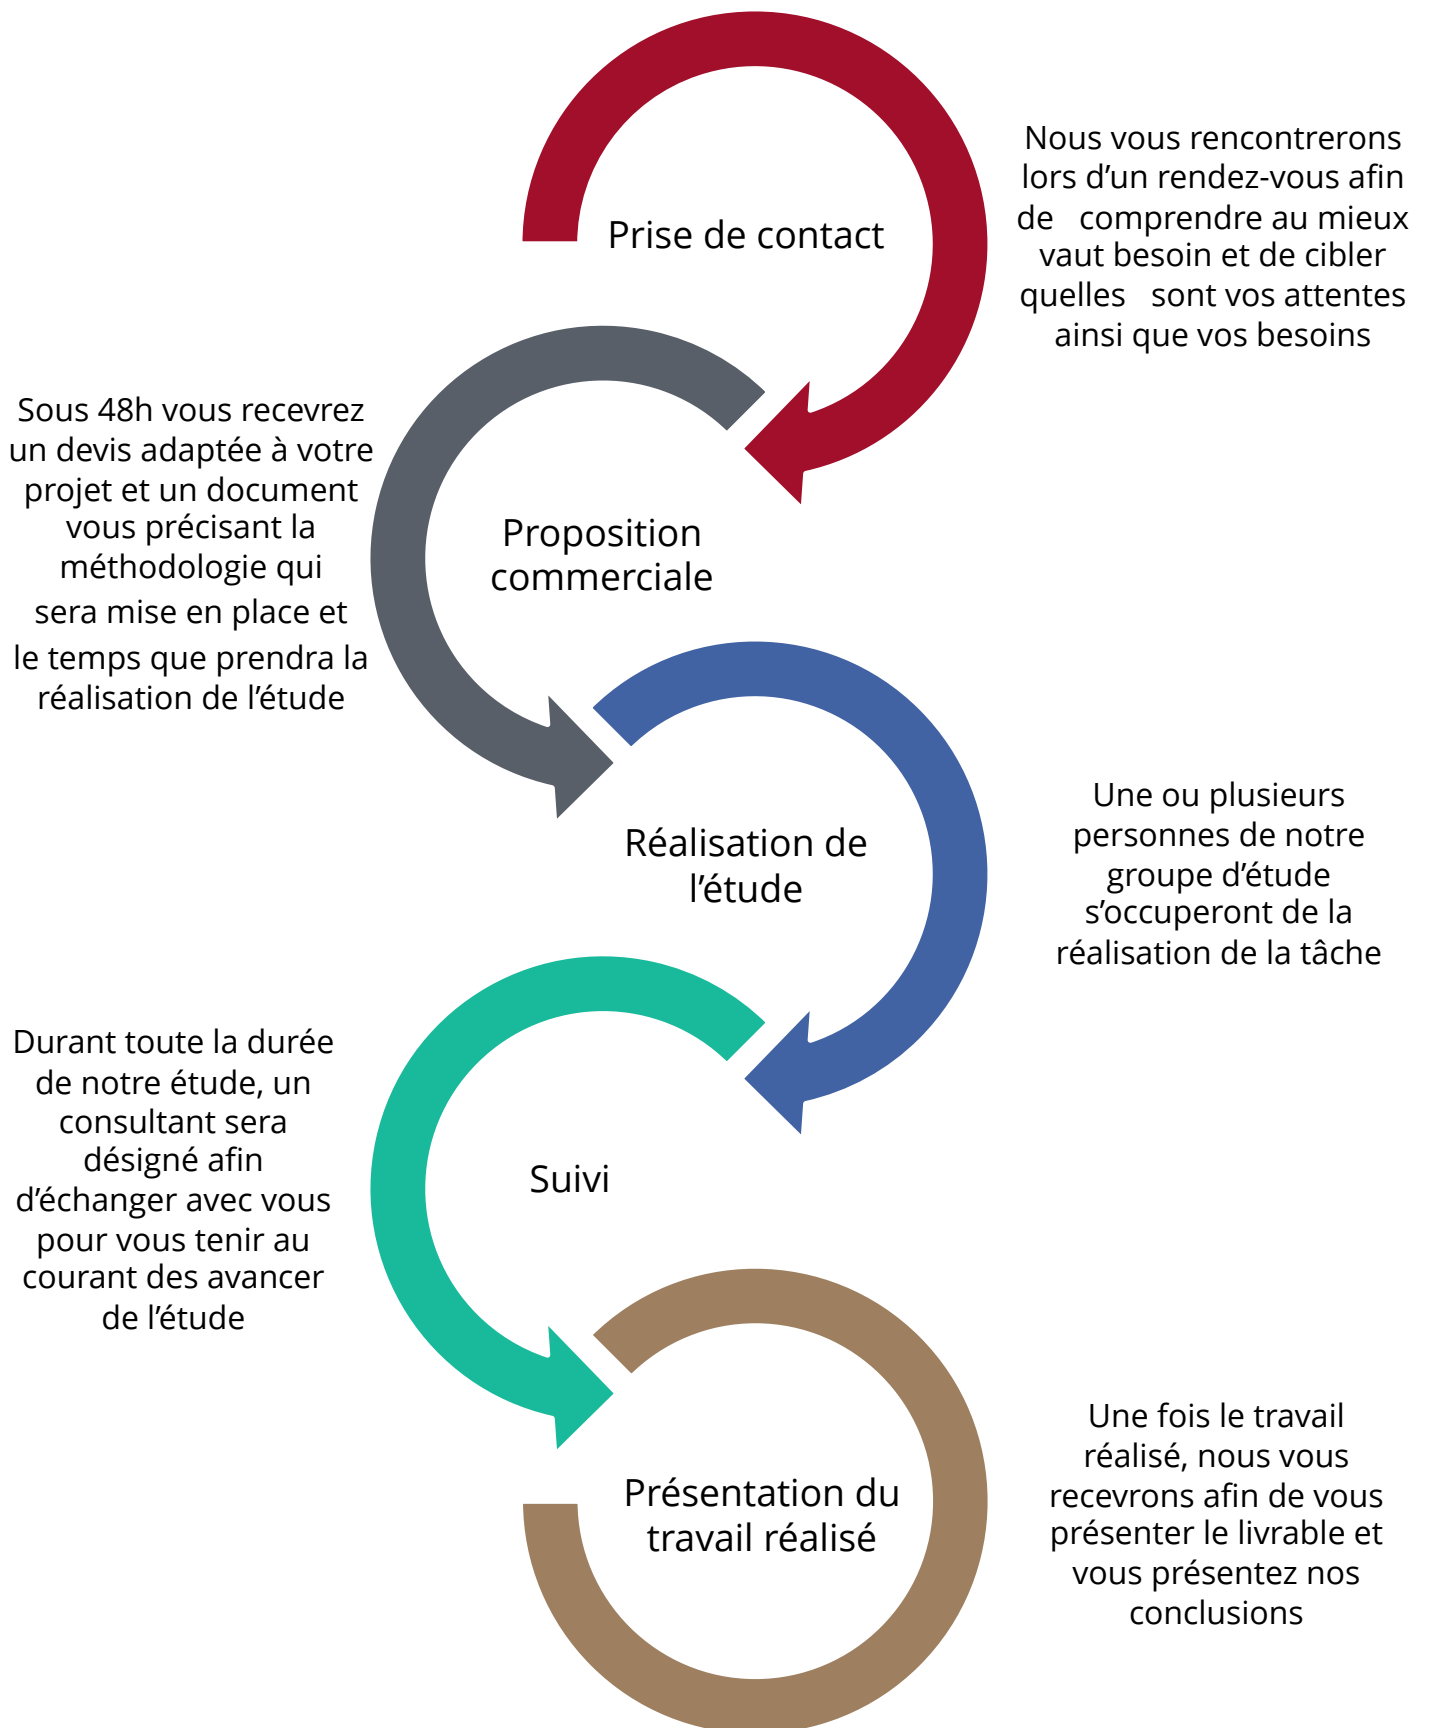 Prise de contact
Nous vous rencontrerons
lors d’un rendez-vous afin
de comprendre au mieux
vaut besoin et de cibler
quelles sont vos attentes
ainsi que vos besoins
Proposition
commerciale
Sous 48h vous recevrez
un devis adaptée à votre
projet et un document
vous précisant la
méthodologie qui
sera mise en place et
le temps que prendra la
réalisation de l’étude
Réalisation de
l’étude
Une ou plusieurs
personnes de notre
groupe d’étude
s’occuperont de la
réalisation de la tâche
Suivi
Durant toute la durée
de notre étude, un
consultant sera
désigné afin
d’échanger avec vous
pour vous tenir au
courant des avancer
de l’étude
Présentation du
travail réalisé
Une fois le travail
réalisé, nous vous
recevrons afin de vous
présenter le livrable et
vous présentez nos
conclusions